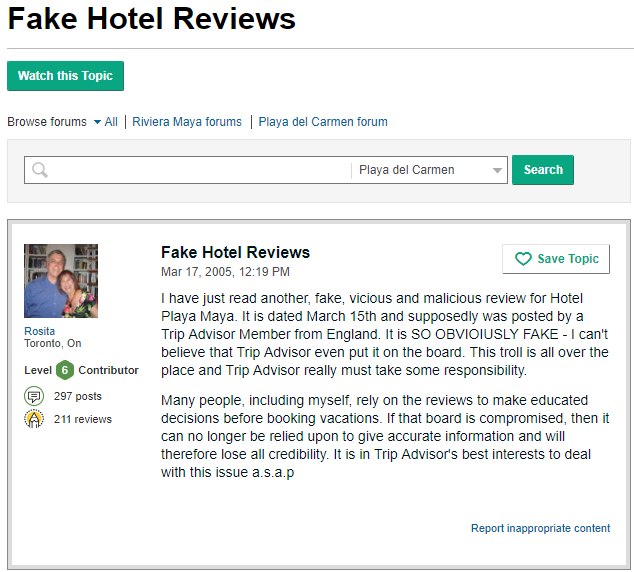 Fake Hotel Reviews
Watch this Topic
Browse forums All Riviera Maya forums Playa del Carmen forum
Playa del Carmen Search
Fake Hotel Reviews
Mar 17, 2005, 12:19 PM
Save Topic
Rosita
Toronto, On
Level 6 Contributor
297 posts
211 reviews
I have just read another, fake, vicious and malicious review for Hotel
Playa Maya. It is dated March 15th and supposedly was posted by a
Trip Advisor Member from England. It is SO OBVIOIUSLY FAKE - I can't
believe that Trip Advisor even put it on the board. This troll is all over the
place and Trip Advisor really must take some responsibility.
Many people, including myself, rely on the reviews to make educated
decisions before booking vacations. If that board is compromised, then it
can no longer be relied upon to give accurate information and will
therefore lose all credibility. It is in Trip Advisor's best interests to deal
with this issue a.s.a.p
Report inappropriate content